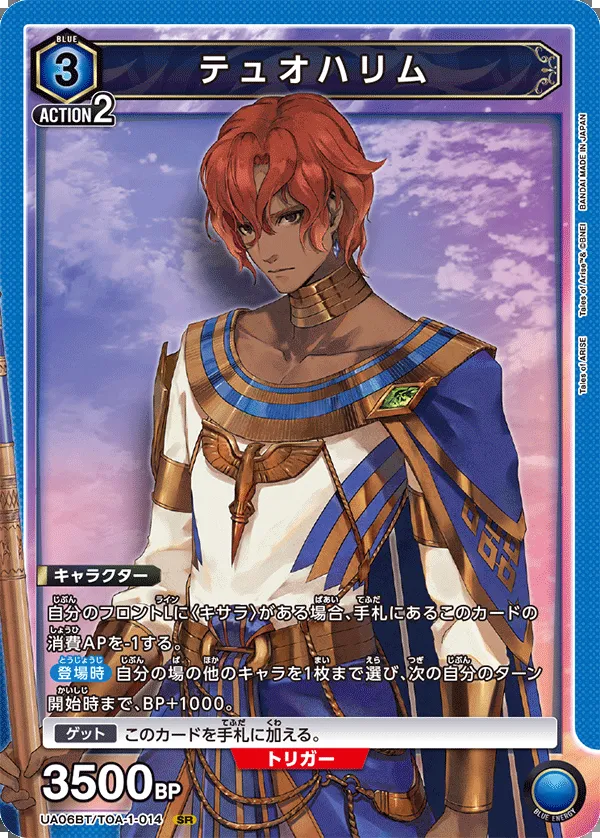 BLUE
3
テュオハリム
ACTION2
Tales of ARISE Tales of Arise™& ©BNEI BANDAI MADE IN JAPAN
キャラクター
自分のフロントLに〈キサラ〉がある場合、手札にあるこのカードの
消費APを-1する。
登場時 自分の場の他のキャラを1枚まで選び、次の自分のターン
開始時まで、BP+1000。
ゲット このカードを手札に加える。
トリガー
3500BP
UA06BT/TOA-1-014 SR
BLUE ENERGY